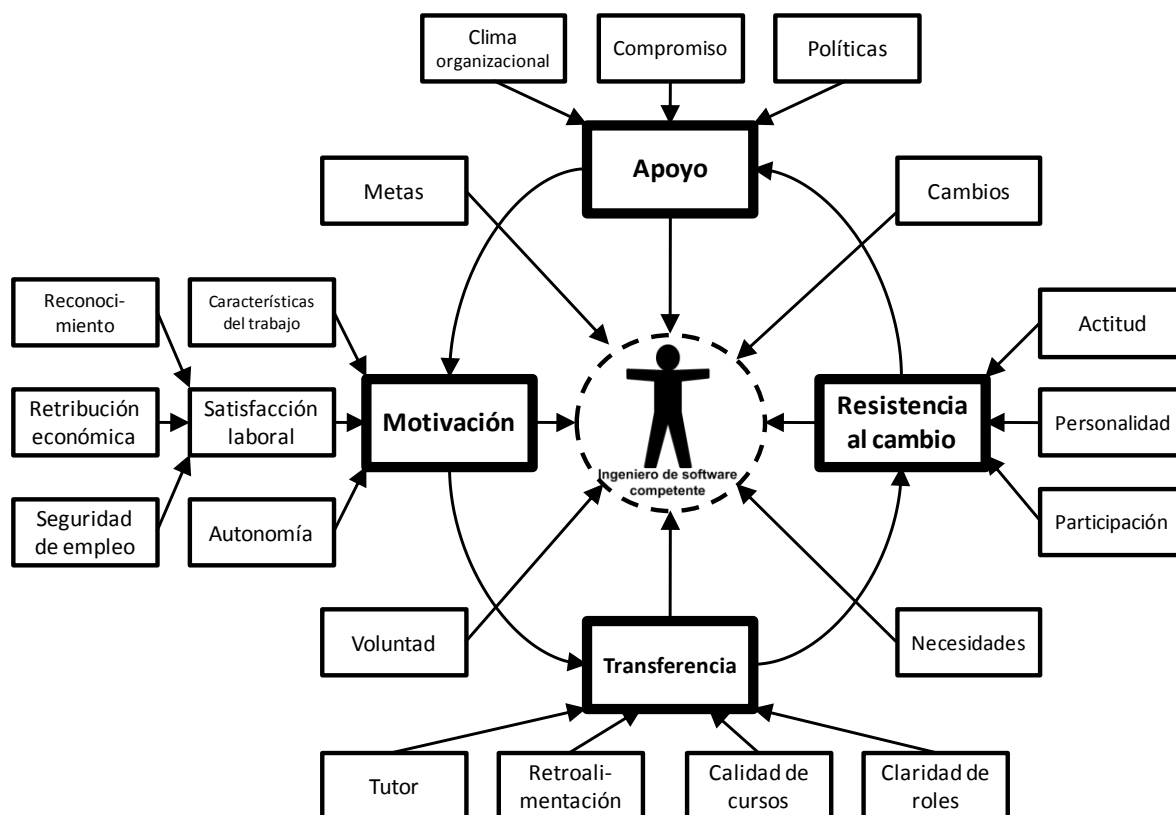 Clima
organizacional
Compromiso
Políticas
Apoyo
Metas
Cambios
Reconoci-
miento
Características
del trabajo
Actitud
Retribución
económica
Satisfacción
laboral
Motivación
Resistencia
al cambio
Personalidad
Ingeniero de software
competente
Seguridad
de empleo
Autonomía
Participación
Voluntad
Transferencia
Necesidades
Tutor
Retroali-
mentación
Calidad de
cursos
Claridad de
roles